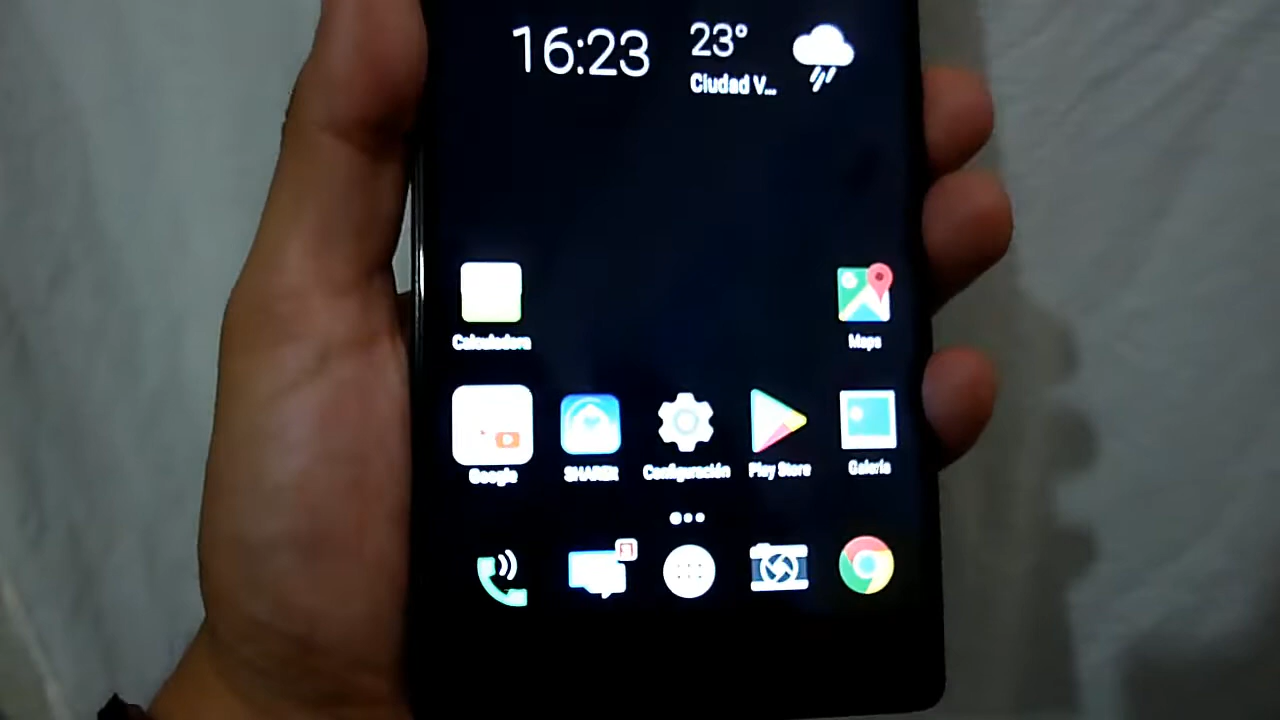 16:23
23°
Ciudad V...
Calculadora
Maps
Google
SHAREit
Configuración
Play Store
Galería